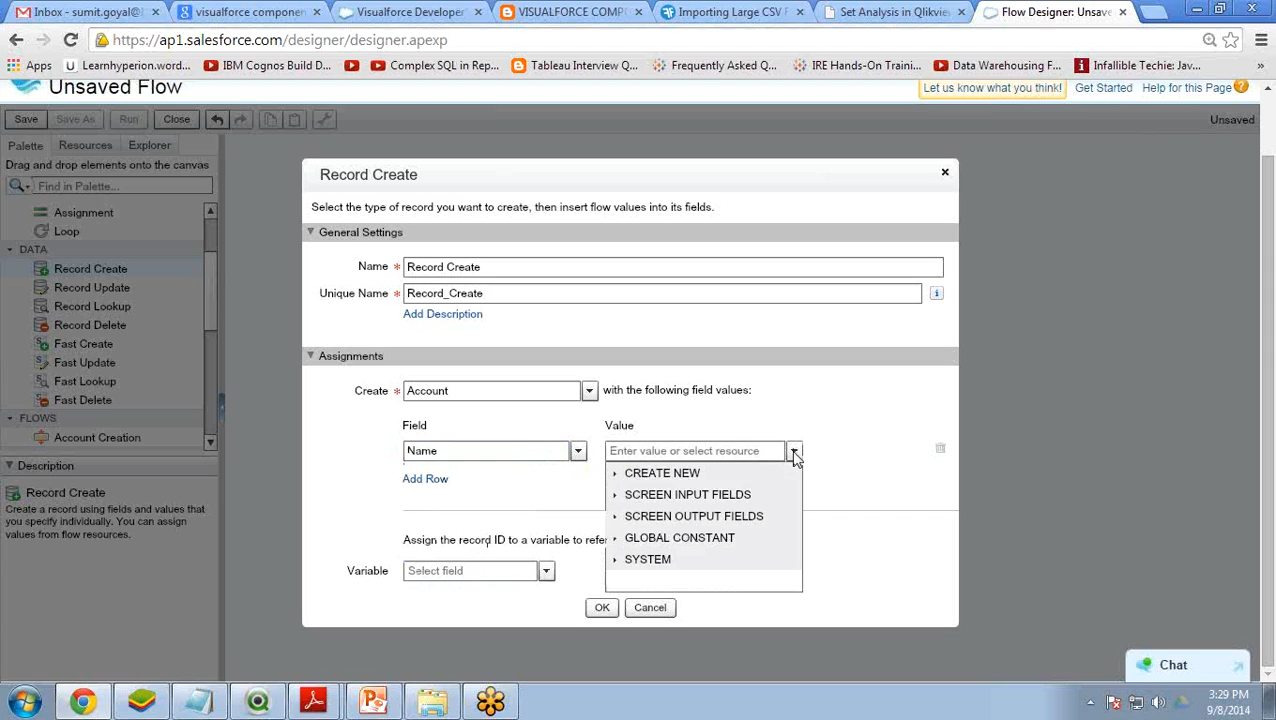 Inbox - sumit.goyal@
visualforce componen
Visualforce Developer'
VISUALFORCE COMP
Importing Large CSV F
Set Analysis in Qlikview
Flow Designer: Unsave
https://ap1.salesforce.com/designer/designer.apexp
Apps
Learnhyperion.word...
IBM Cognos Build D...
Complex SQL in Rep...
Tableau Interview Q...
Frequently Asked Q...
IRE Hands-On Traini...
Data Warehousing F...
Infallible Techie: Jav...
»
Unsaved Flow
Let us know what you think!
Get Started
Help for this Page
Save
Save As
Run
Close
Unsaved
Palette
Resources
Explorer
Drag and drop elements onto the canvas
Find in Palette...
Assignment
Loop
DATA
Record Create
Record Update
Record Lookup
Record Delete
Fast Create
Fast Update
Fast Lookup
Fast Delete
FLOWS
Account Creation
Description
Record Create
Create a record using fields and values that
you specify individually. You can assign
values from flow resources.
Record Create
Select the type of record you want to create, then insert flow values into its fields.
General Settings
Name * Record Create
Unique Name * Record_Create
Add Description
Assignments
Create * Account with the following field values:
Field Value
Name Enter value or select resource
CREATE NEW
SCREEN INPUT FIELDS
SCREEN OUTPUT FIELDS
GLOBAL CONSTANT
SYSTEM
Add Row
Assign the record ID to a variable to refe
Variable Select field
OK Cancel
Chat
3:29 PM
9/8/2014